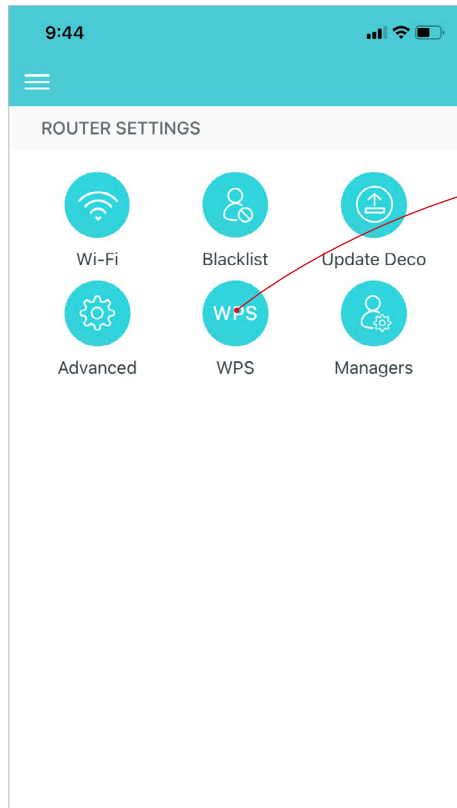 9:44
ROUTER SETTINGS
Wi-Fi Blacklist Update Deco
WPS
Advanced WPS Managers